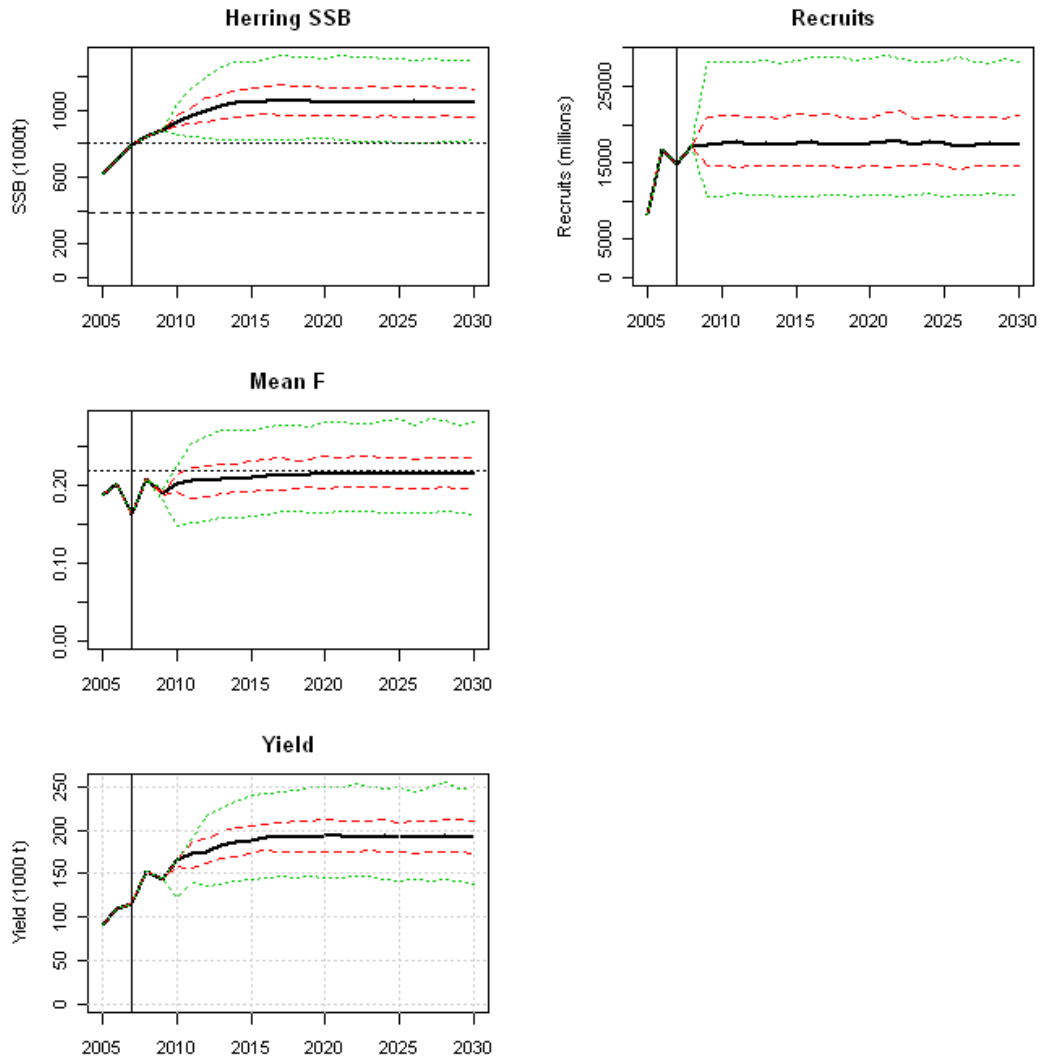 Herring SSB
SSB (1000t)
1000
600
200
0
2005 2010 2015 2020 2025 2030
Recruits
Recruits (millions)
25000
15000
5000
0
2005 2010 2015 2020 2025 2030
Mean F
0.20
0.10
0.00
2005 2010 2015 2020 2025 2030
Yield
Yield (1000 t)
250
200
150
100
50
0
2005 2010 2015 2020 2025 2030